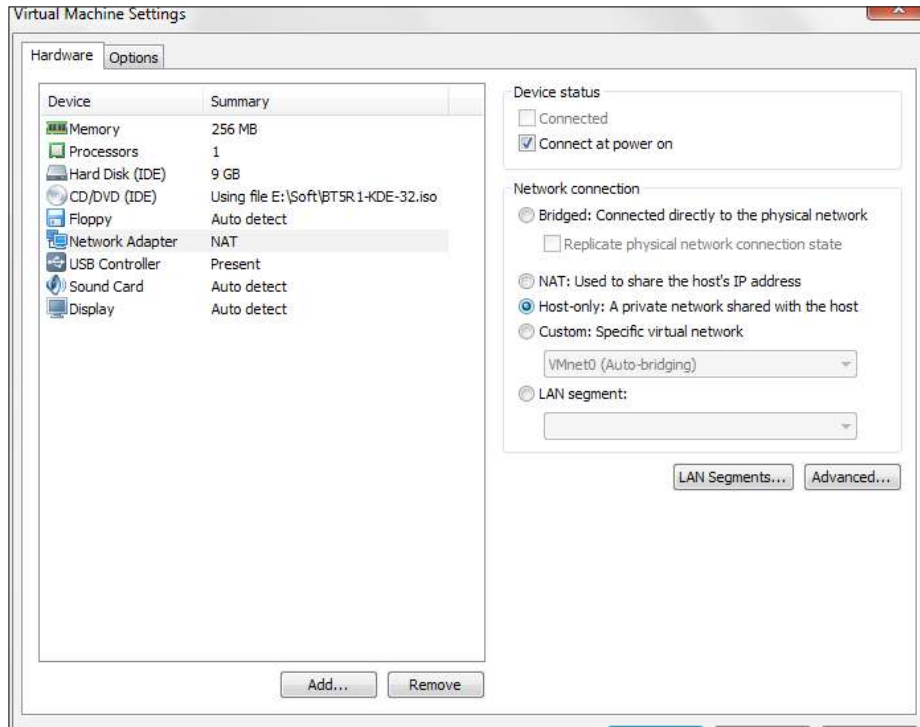 Virtual Machine Settings
Hardware Options
Device Summary
Memory 256 MB
Processors 1
Hard Disk (IDE) 9 GB
CD/DVD (IDE) Using file E:\Soft\BT5R1-KDE-32.iso
Floppy Auto detect
Network Adapter NAT
USB Controller Present
Sound Card Auto detect
Display Auto detect
Add... Remove
Device status
Connected
Connect at power on
Network connection
Bridged: Connected directly to the physical network
Replicate physical network connection state
NAT: Used to share the host's IP address
Host-only: A private network shared with the host
Custom: Specific virtual network
VMnet0 (Auto-bridging)
LAN segment:
LAN Segments... Advanced...